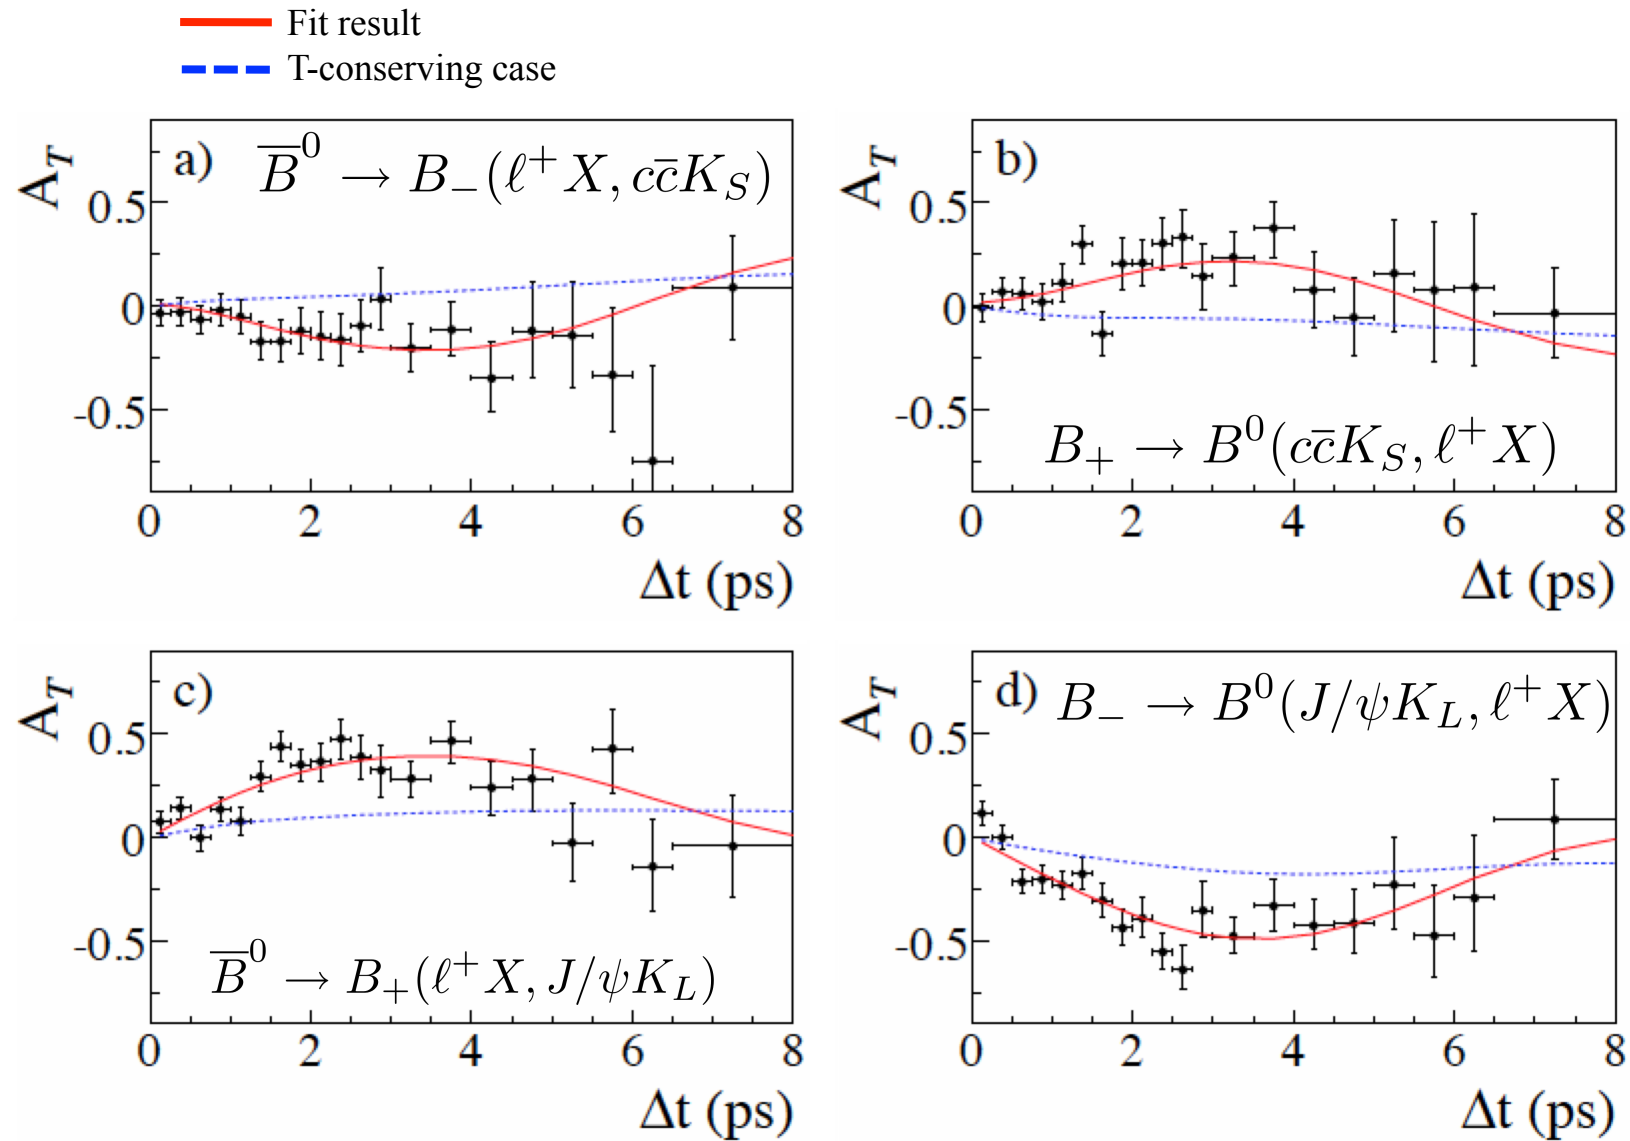 Fit result
T-conserving case
a) B̅⁰ → B₋(ℓ⁺X, cc̄K_S)
A_T
0.5
0
-0.5
0 2 4 6 8
Δt (ps)
b)
A_T
0.5
0
-0.5
B₊ → B⁰(cc̄K_S, ℓ⁺X)
0 2 4 6 8
Δt (ps)
c)
A_T
0.5
0
-0.5
B̅⁰ → B₊(ℓ⁺X, J/ψK_L)
0 2 4 6 8
Δt (ps)
d) B₋ → B⁰(J/ψK_L, ℓ⁺X)
A_T
0.5
0
-0.5
0 2 4 6 8
Δt (ps)